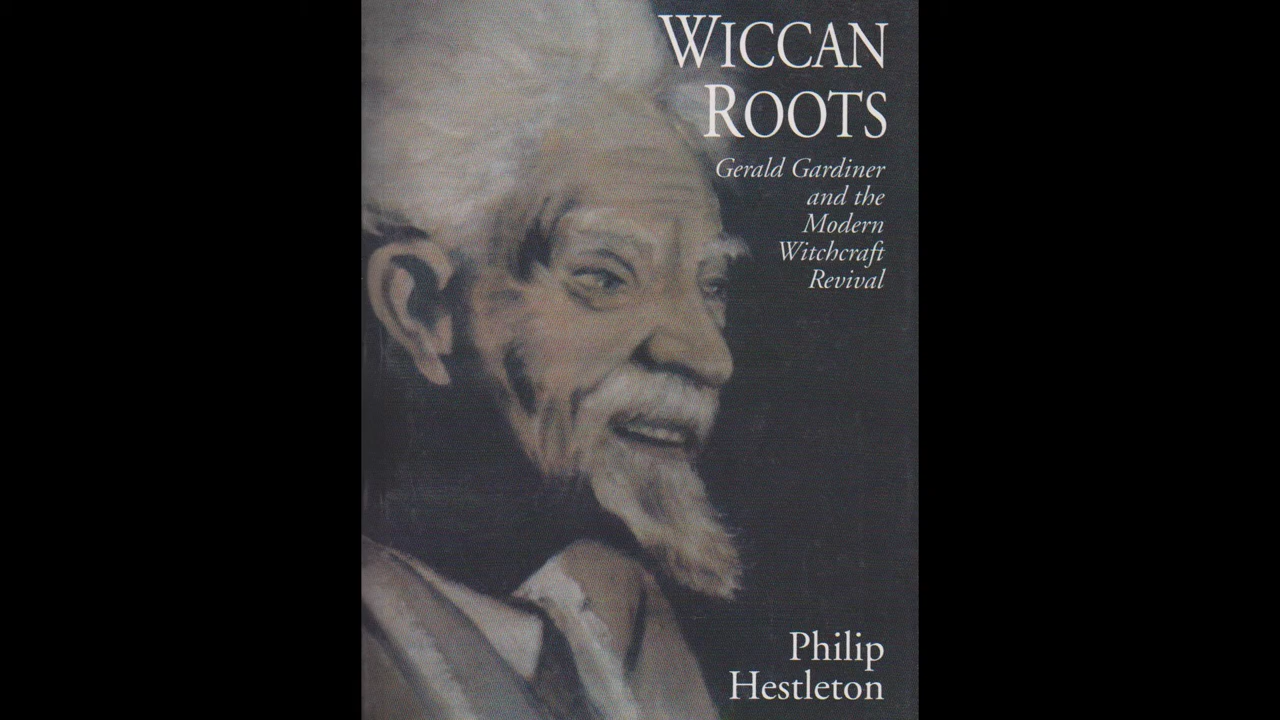 WICCAN
ROOTS
Gerald Gardiner
and the
Modern
Witchcraft
Revival
Philip
Hestleton